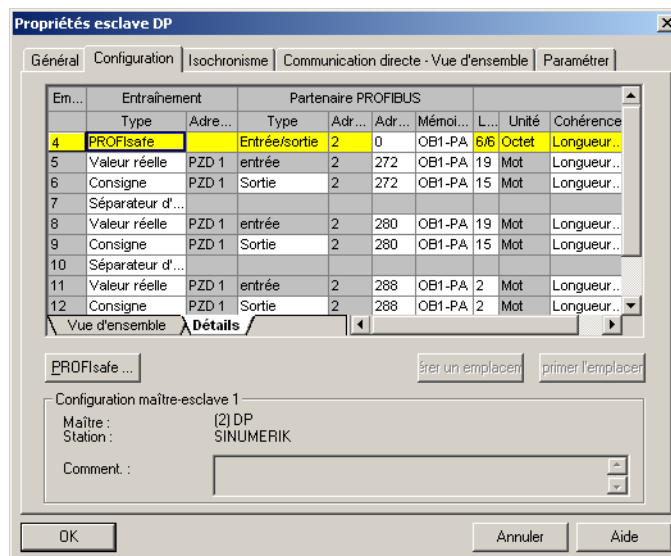 Propriétés esclave DP
Général Configuration Isochronisme Communication directe - Vue d'ensemble Paramétrer
Em... Entraînement Partenaire PROFIBUS
Type Adre... Type Adr... Adr... Mémoi... L... Unité Cohérence
4 PROFIsafe Entrée/sortie 2 0 OB1-PA 6/6 Octet Longueur...
5 Valeur réelle PZD 1 entrée 2 272 OB1-PA 19 Mot Longueur..
6 Consigne PZD 1 Sortie 2 272 OB1-PA 15 Mot Longueur..
7 Séparateur d'...
8 Valeur réelle PZD 1 entrée 2 280 OB1-PA 19 Mot Longueur..
9 Consigne PZD 1 Sortie 2 280 OB1-PA 15 Mot Longueur..
10 Séparateur d'...
11 Valeur réelle PZD 1 entrée 2 288 OB1-PA 2 Mot Longueur..
12 Consigne PZD 1 Sortie 2 288 OB1-PA 2 Mot Longueur..
Vue d'ensemble Détails
PROFIsafe ... érer un emplacem primer l'emplacer
Configuration maître-esclave 1
Maître : (2) DP
Station : SINUMERIK
Comment. :
OK Annuler Aide